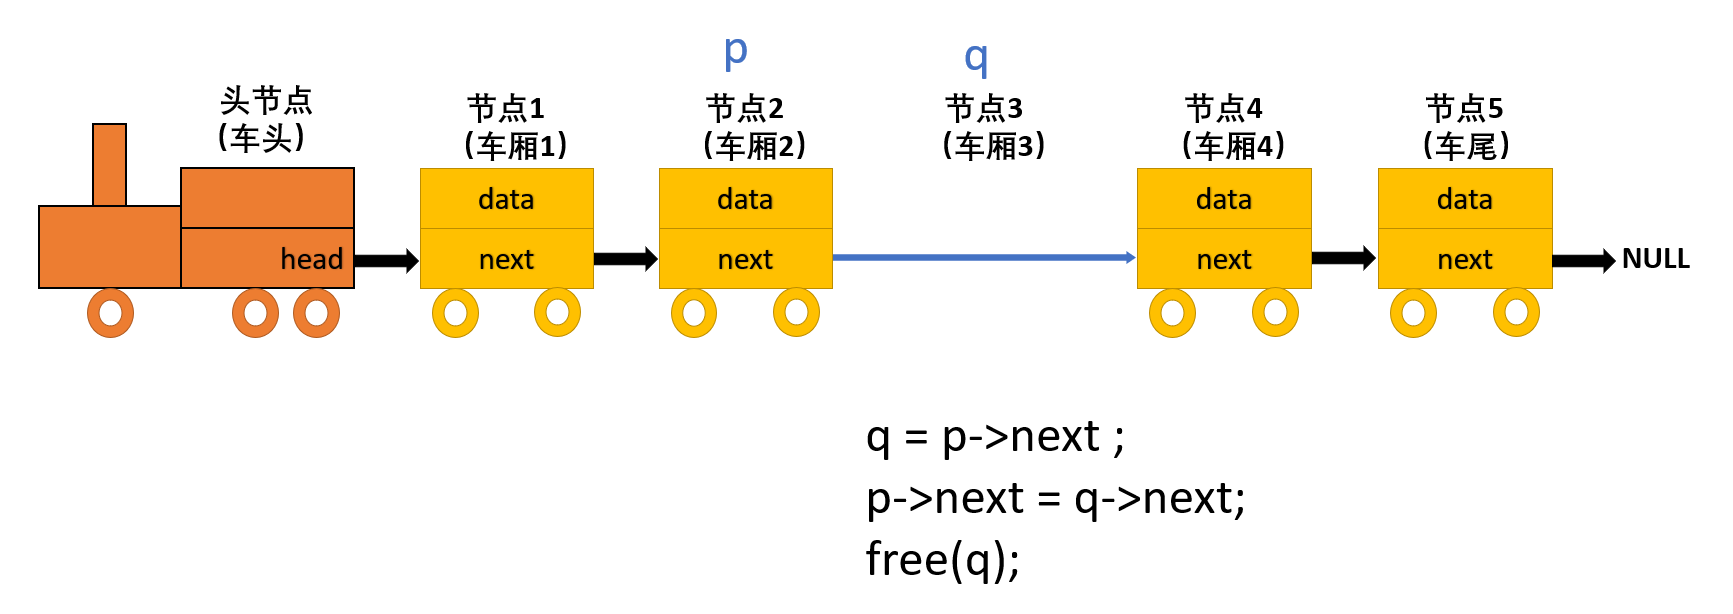 p
q
头节点
(车头)
节点1
(车厢1)
节点2
(车厢2)
节点3
(车厢3)
节点4
(车厢4)
节点5
(车尾)
data
data
data
data
head
next
next
next
next
NULL
q = p->next ;
p->next = q->next;
free(q);